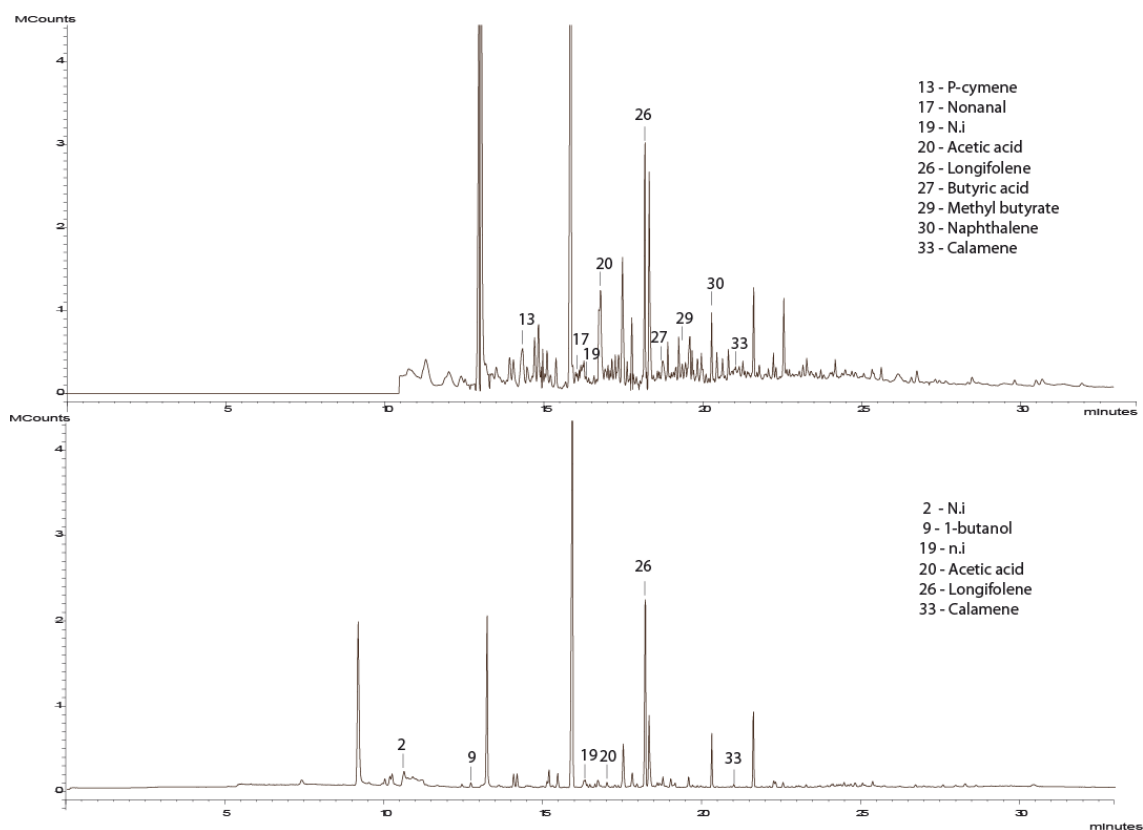 MCounts
4
3
2
1
0
26
20
13
17
19
27
29
30
33
13 - P-cymene
17 - Nonanal
19 - N.i
20 - Acetic acid
26 - Longifolene
27 - Butyric acid
29 - Methyl butyrate
30 - Naphthalene
33 - Calamene
5
10
15
20
25
30
minutes
MCounts
4
3
2
1
0
2
9
19
20
26
33
2 - N.i
9 - 1-butanol
19 - n.i
20 - Acetic acid
26 - Longifolene
33 - Calamene
5
10
15
20
25
30
minutes